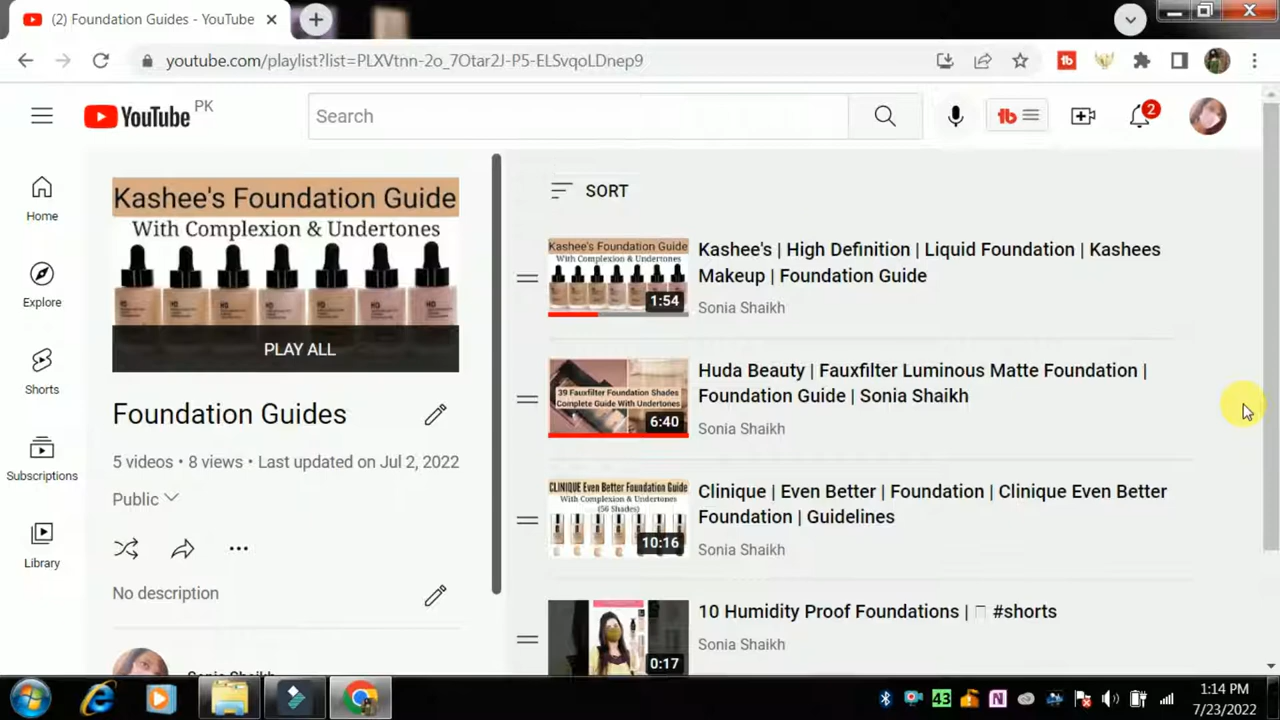 (2) Foundation Guides - YouTube
youtube.com/playlist?list=PLXVtnn-2o_7Otar2J-P5-ELSvqoLDnep9
YouTube PK
Search
2
Home
Explore
Shorts
Subscriptions
Library
Kashee's Foundation Guide
With Complexion & Undertones
HD
PLAY ALL
Foundation Guides
5 videos • 8 views • Last updated on Jul 2, 2022
Public
No description
Sonia Shaikh
SORT
Kashee's Foundation Guide
With Complexion & Undertones
1:54
Kashee's | High Definition | Liquid Foundation | Kashees
Makeup | Foundation Guide
Sonia Shaikh
39 Fauxfilter Foundation Shades
Complete Guide With Undertones
6:40
Huda Beauty | Fauxfilter Luminous Matte Foundation |
Foundation Guide | Sonia Shaikh
Sonia Shaikh
CLINIQUE Even Better Foundation Guide
With Complexion & Undertones
(56 Shades)
10:16
Clinique | Even Better | Foundation | Clinique Even Better
Foundation | Guidelines
Sonia Shaikh
0:17
10 Humidity Proof Foundations | #shorts
Sonia Shaikh
43
1:14 PM
7/23/2022